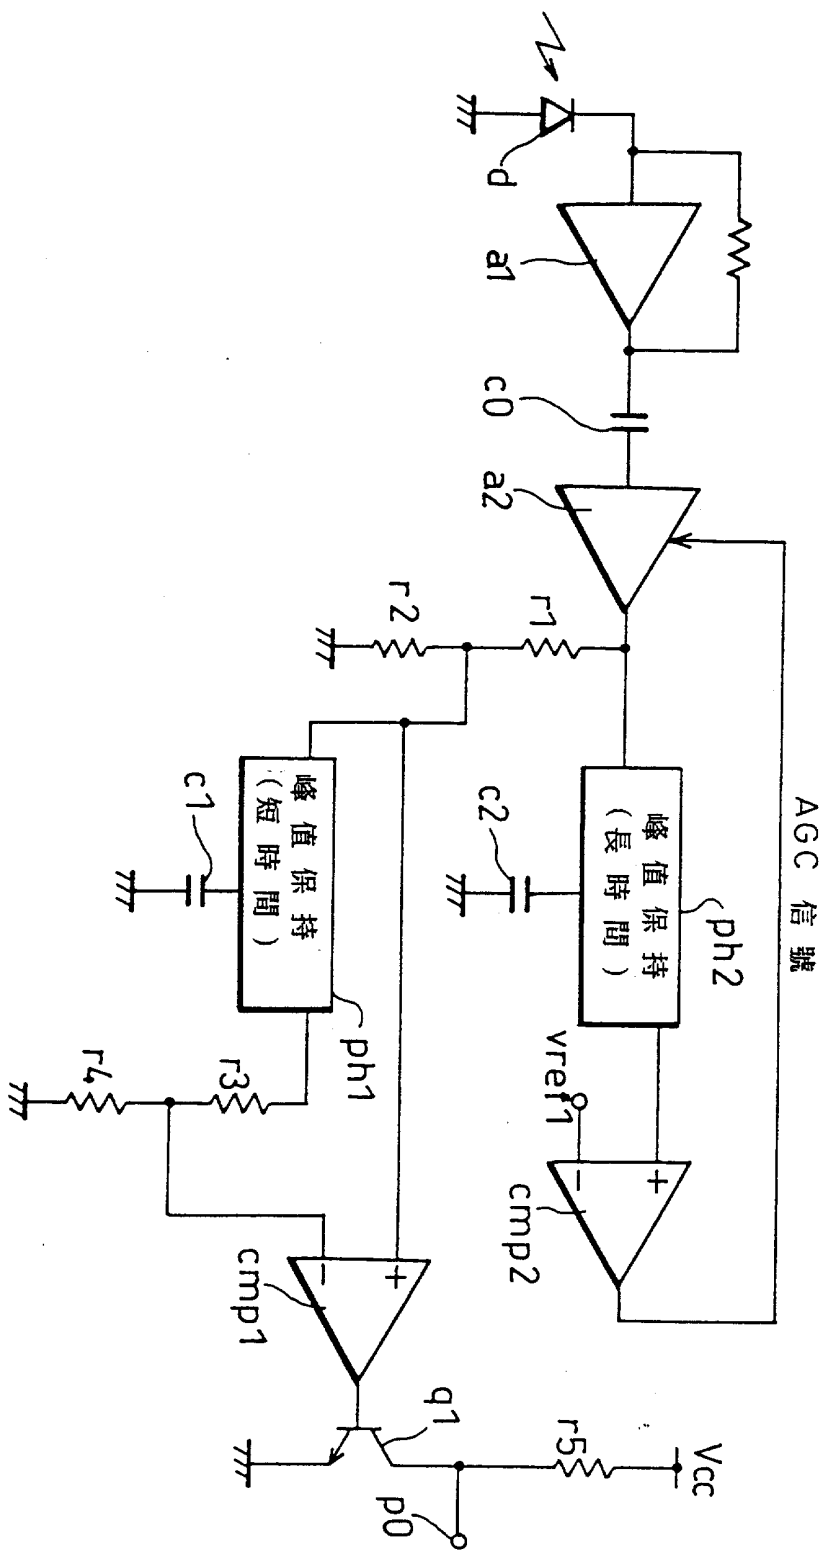 AGC 信號
d
a1
c0
a2
r1
r2
峰值保持
(長時間)
ph2
c2
vref1
+
-
cmp2
峰值保持
(短時間)
ph1
c1
r3
r4
+
-
cmp1
q1
r5
Vcc
p0